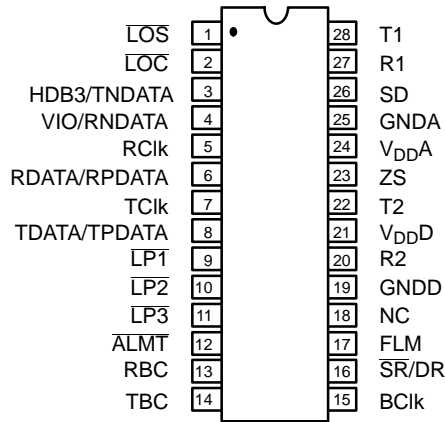 LOS 1 28 T1
LOC 2 27 R1
HDB3/TNDATA 3 26 SD
VIO/RNDATA 4 25 GNDA
RClk 5 24 VDDA
RDATA/RPDATA 6 23 ZS
TClk 7 22 T2
TDATA/TPDATA 8 21 VDDD
LP1 9 20 R2
LP2 10 19 GNDD
LP3 11 18 NC
ALMT 12 17 FLM
RBC 13 16 SR/DR
TBC 14 15 BClk